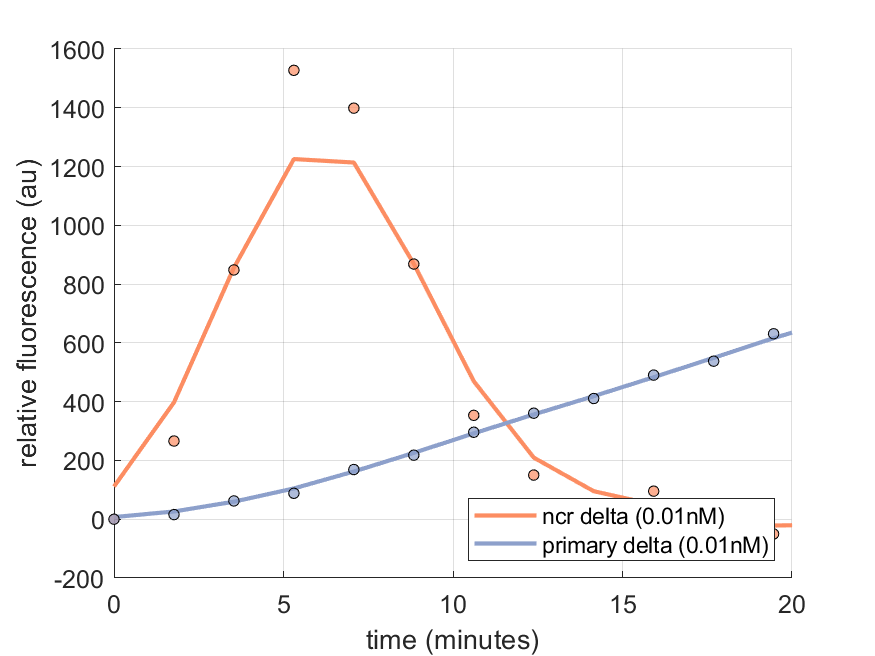 1600
1400
1200
1000
800
600
400
200
0
-200
relative fluorescence (au)
0 5 10 15 20
time (minutes)
ncr delta (0.01nM)
primary delta (0.01nM)